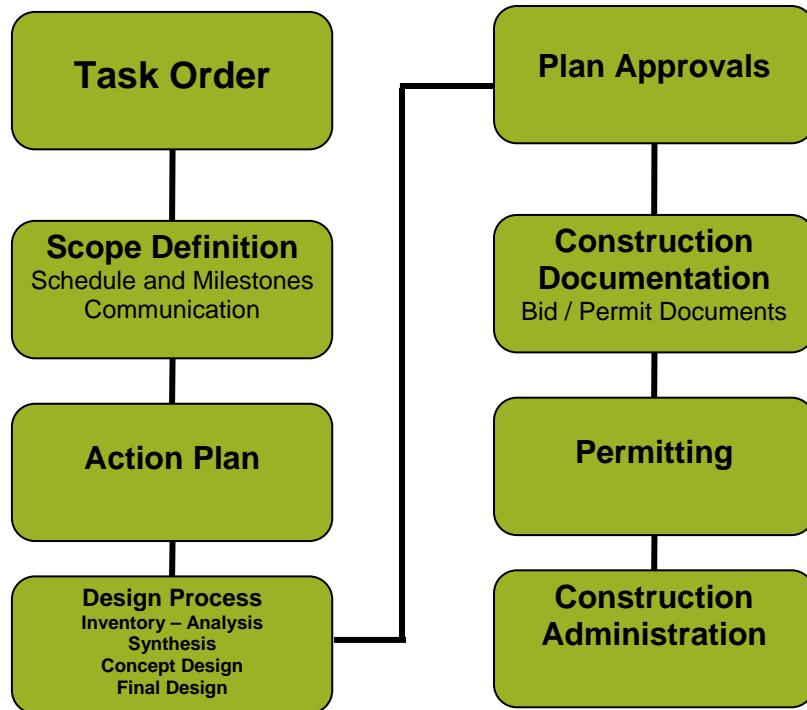 Task Order
Scope Definition
Schedule and Milestones
Communication
Action Plan
Design Process
Inventory – Analysis
Synthesis
Concept Design
Final Design
Plan Approvals
Construction
Documentation
Bid / Permit Documents
Permitting
Construction
Administration